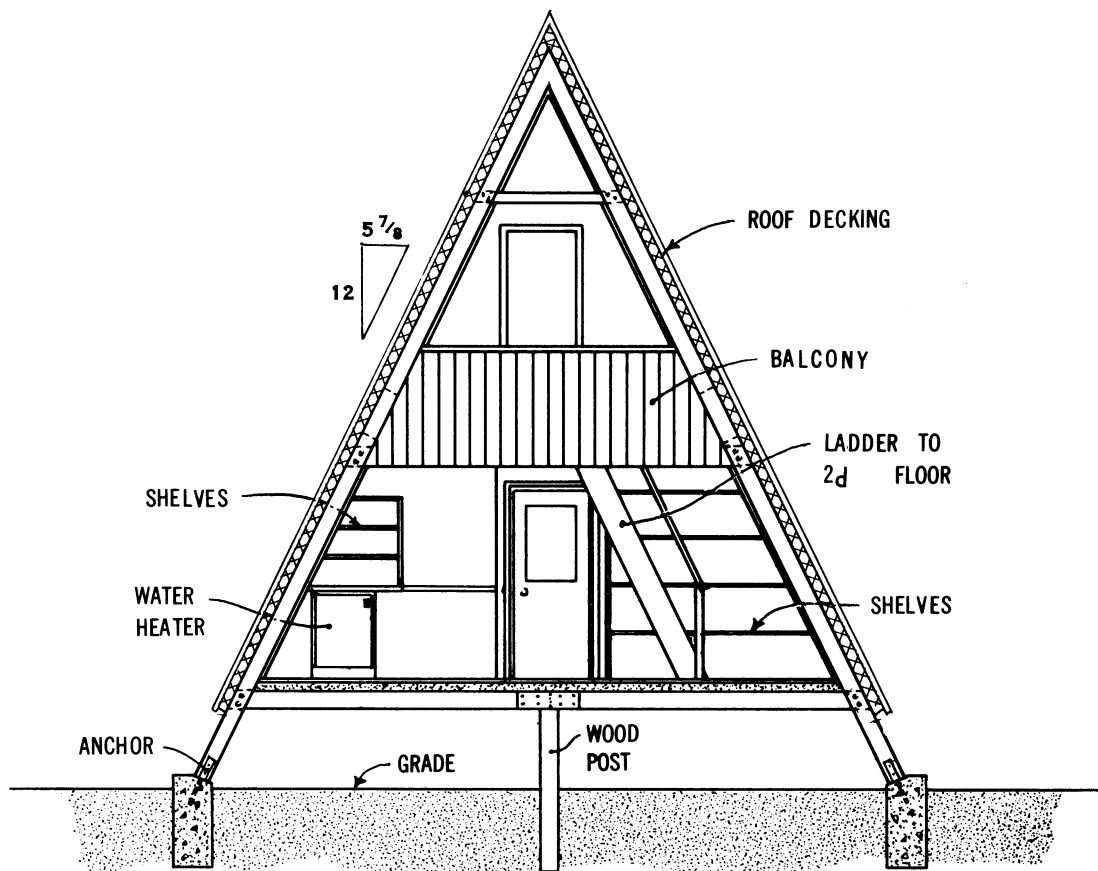 ROOF DECKING
5 7/8
12
BALCONY
LADDER TO
2d FLOOR
SHELVES
WATER
HEATER
SHELVES
ANCHOR
GRADE
WOOD
POST